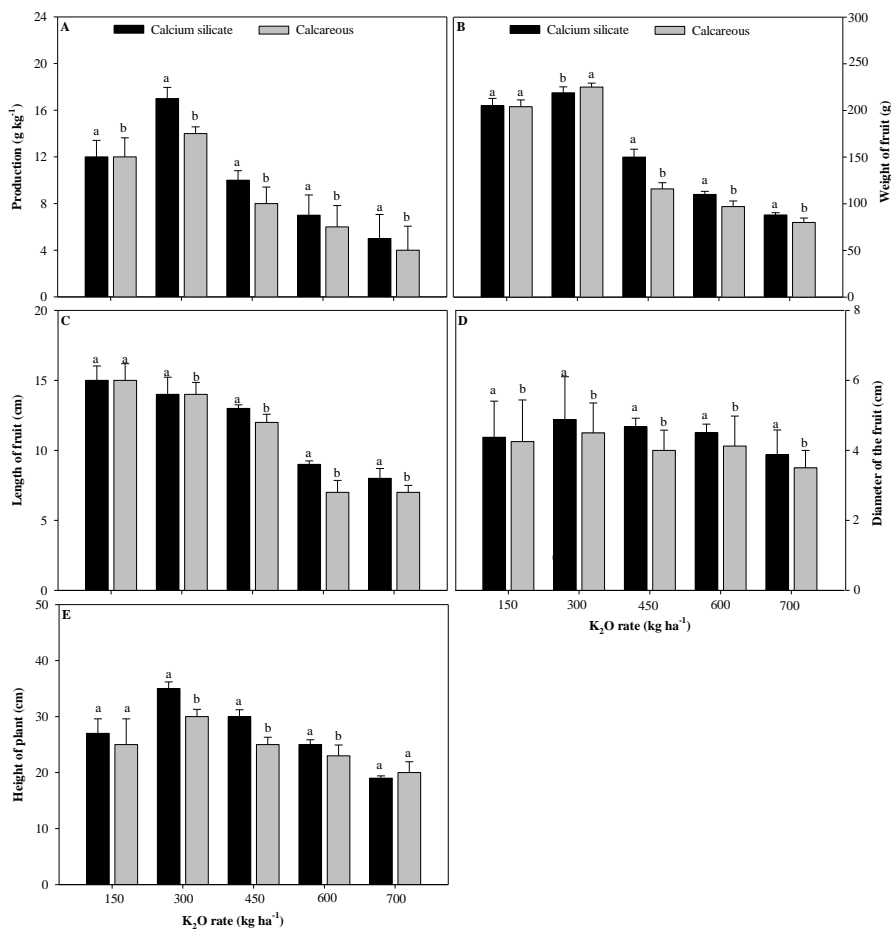 A
Calcium silicate
Calcareous
Production (g kg⁻¹)
24
20
16
12
8
4
0
a b
a b
a b
a b
a b
B
Calcium silicate
Calcareous
Weight of fruit (g)
300
250
200
150
100
50
0
a a
b a
a b
a b
a b
C
Length of fruit (cm)
20
15
10
5
0
a a
a b
a b
a b
a b
D
Diameter of the fruit (cm)
8
6
4
2
0
a b
a b
a b
a b
a b
150 300 450 600 700
K₂O rate (kg ha⁻¹)
E
Height of plant (cm)
50
40
30
20
10
0
a a
a b
a b
a b
a a
150 300 450 600 700
K₂O rate (kg ha⁻¹)